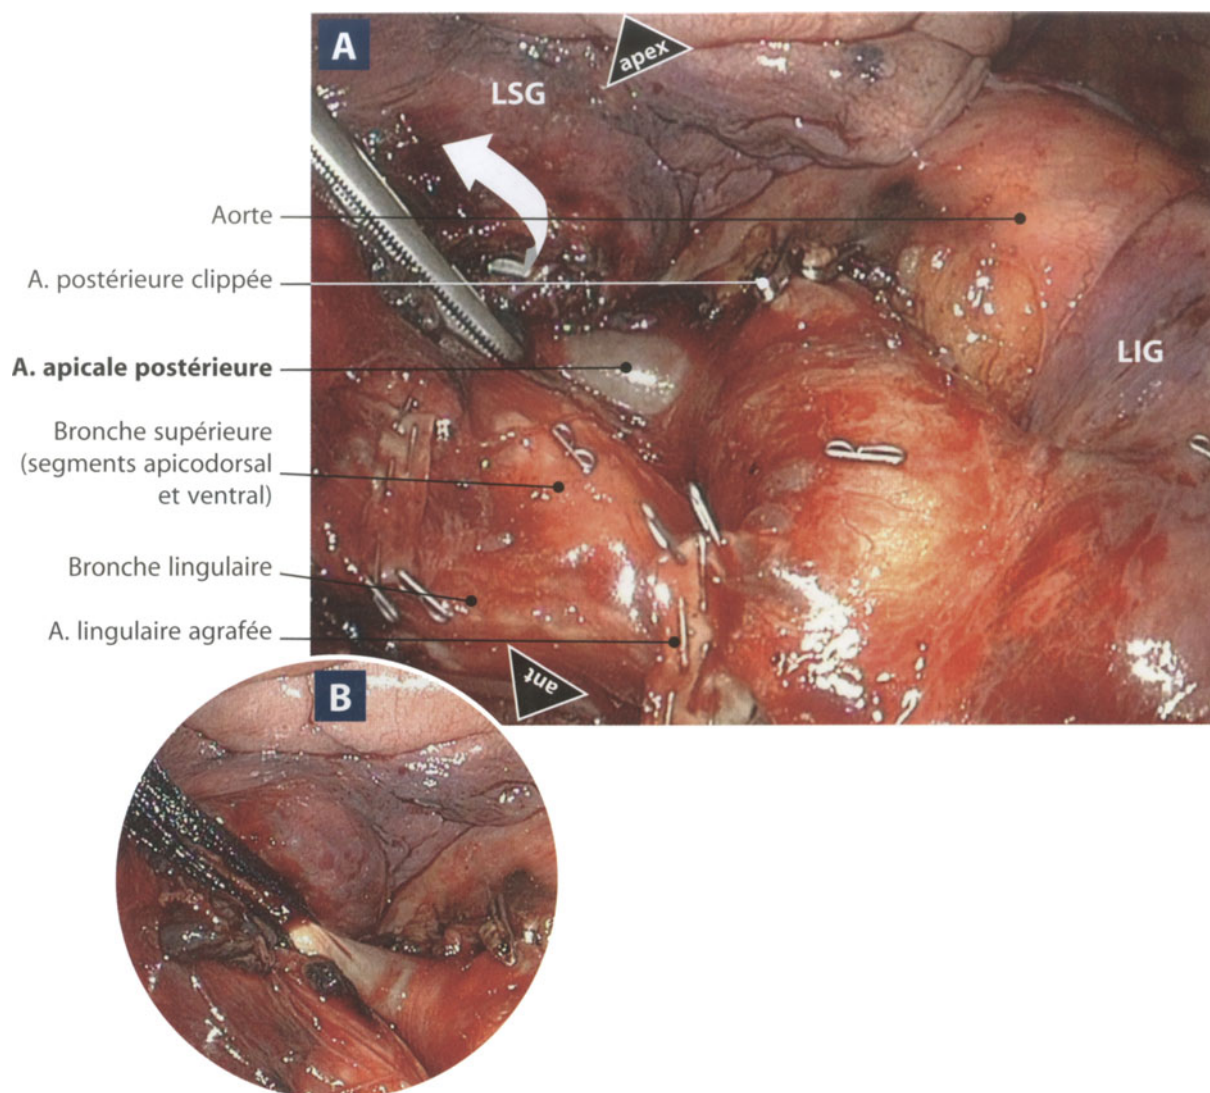 A
apex
LSG
Aorte
A. postérieure clippée
A. apicale postérieure
LIG
Bronche supérieure
(segments apicodorsal
et ventral)
Bronche lingulaire
A. lingulaire agrafée
ant
B